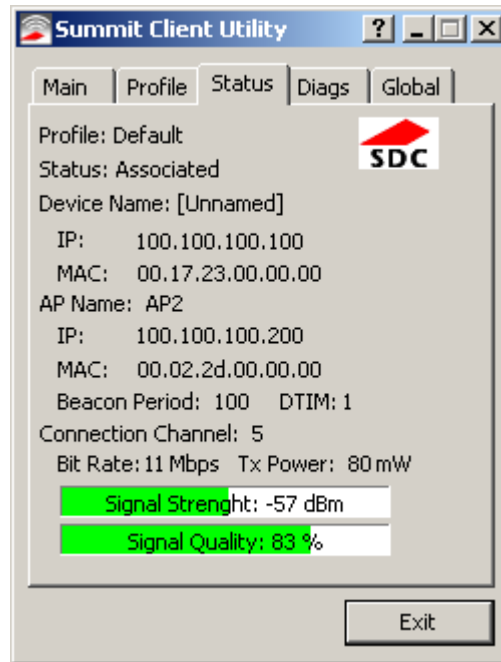 Summit Client Utility
Main Profile Status Diags Global
Profile: Default
SDC
Status: Associated
Device Name: [Unnamed]
IP: 100.100.100.100
MAC: 00.17.23.00.00.00
AP Name: AP2
IP: 100.100.100.200
MAC: 00.02.2d.00.00.00
Beacon Period: 100 DTIM: 1
Connection Channel: 5
Bit Rate: 11 Mbps Tx Power: 80 mW
Signal Strenght: -57 dBm
Signal Quality: 83 %
Exit